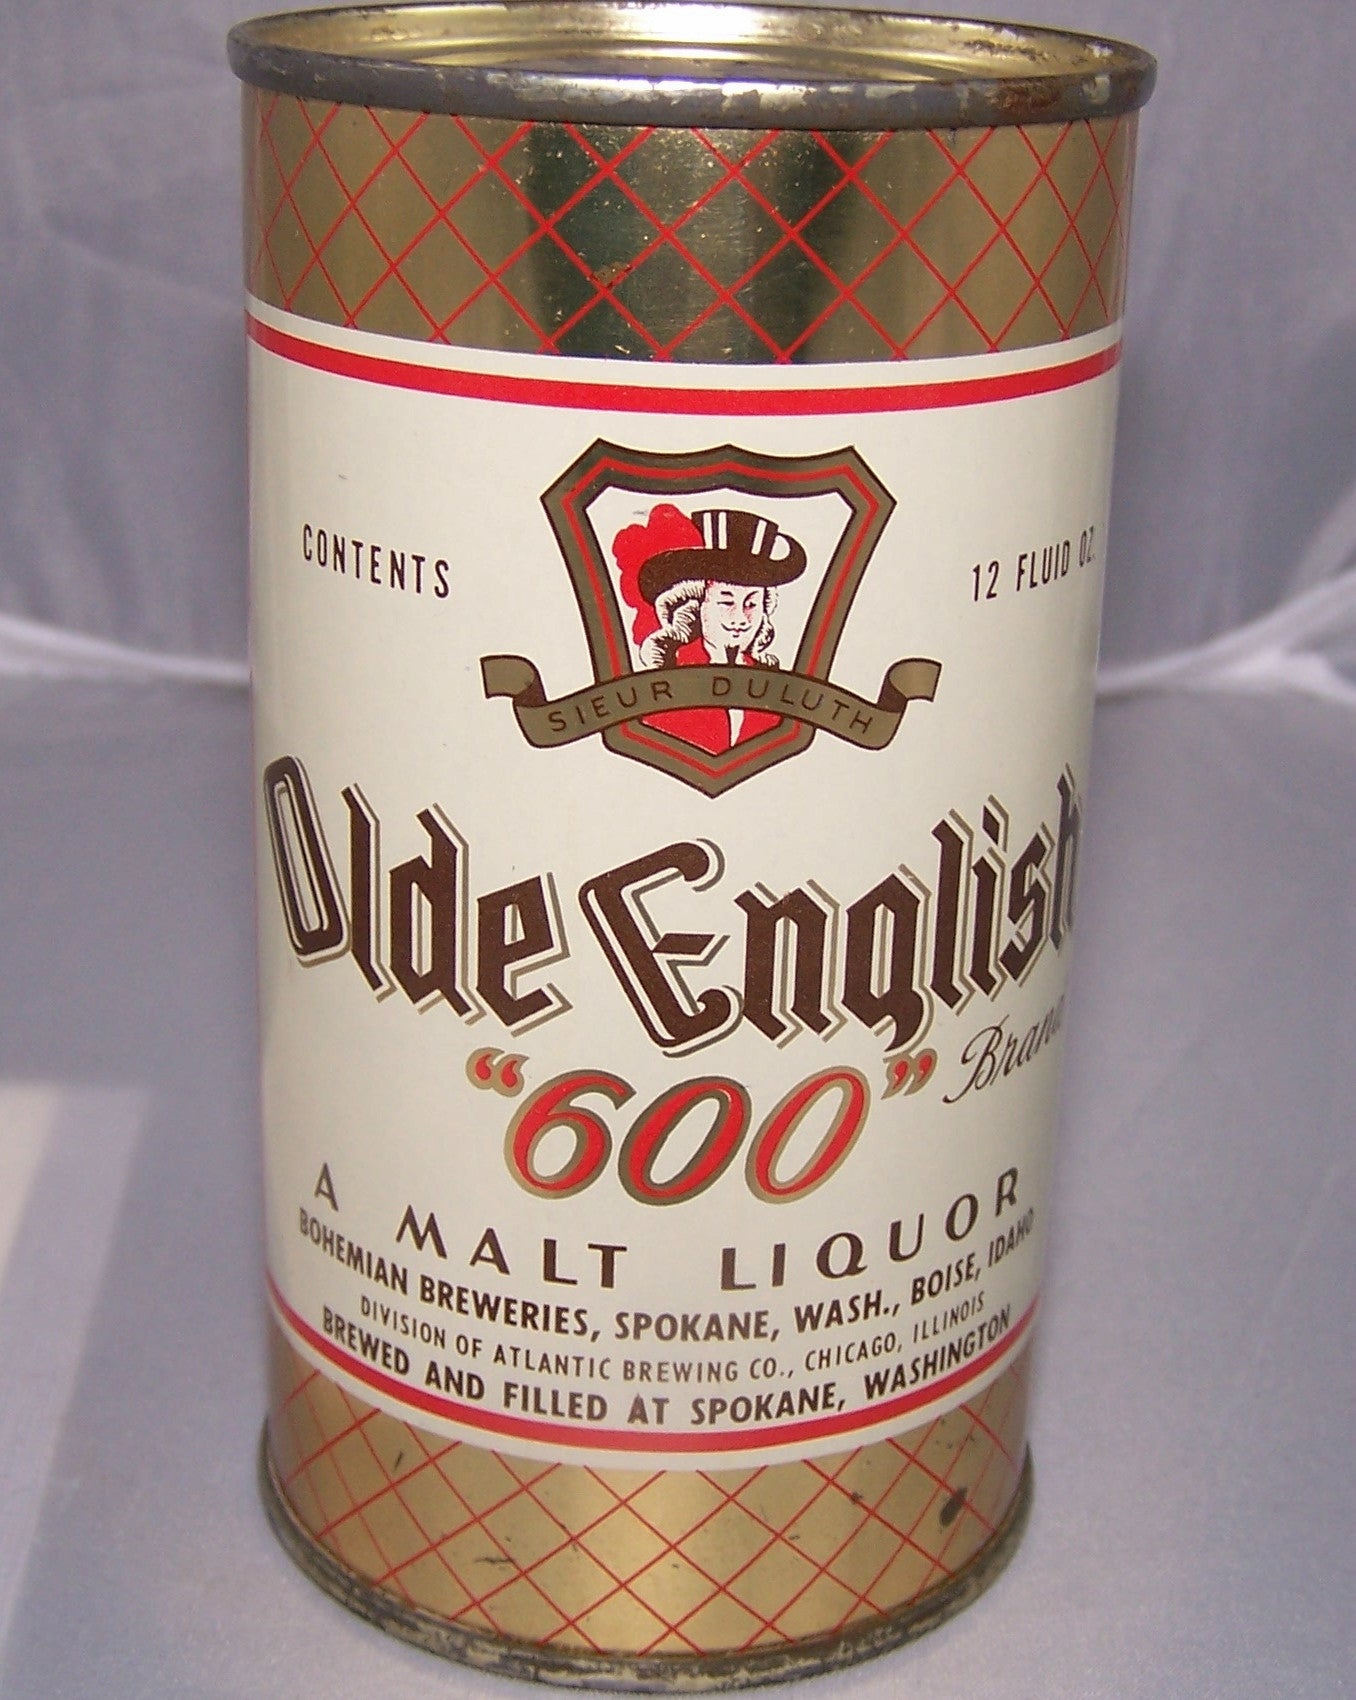 CONTENTS 12 FLUID OZ.
SIEUR DULUTH
Olde English
"600" Brand
A MALT LIQUOR
BOHEMIAN BREWERIES, SPOKANE, WASH., BOISE, IDAHO
DIVISION OF ATLANTIC BREWING CO., CHICAGO, ILLINOIS
BREWED AND FILLED AT SPOKANE, WASHINGTON